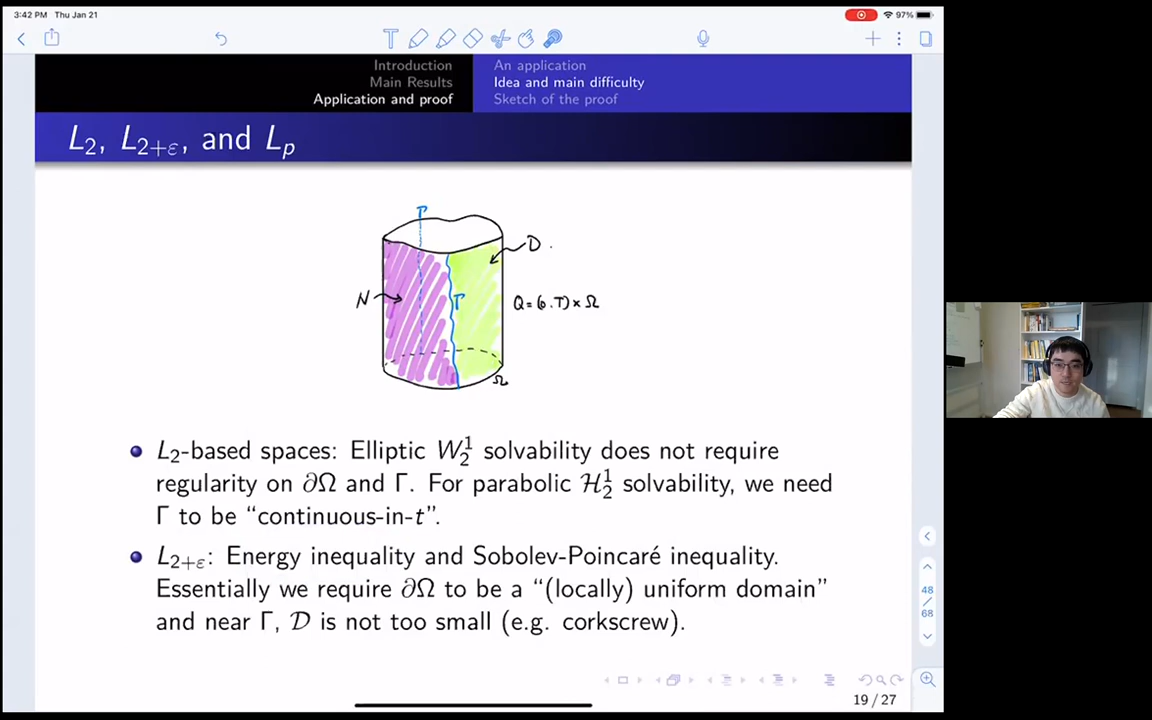 3:42 PM Thu Jan 21
97%
Introduction
Main Results
Application and proof
An application
Idea and main difficulty
Sketch of the proof
L₂, L₂₊ε, and Lₚ
Γ
D
N
Γ
Q=(0.T)×Ω
Ω
L₂-based spaces: Elliptic W₂¹ solvability does not require
regularity on ∂Ω and Γ. For parabolic ℋ₂¹ solvability, we need
Γ to be “continuous-in-t”.
L₂₊ε: Energy inequality and Sobolev-Poincaré inequality.
Essentially we require ∂Ω to be a “(locally) uniform domain”
and near Γ, 𝒟 is not too small (e.g. corkscrew).
48
/
68
19 / 27